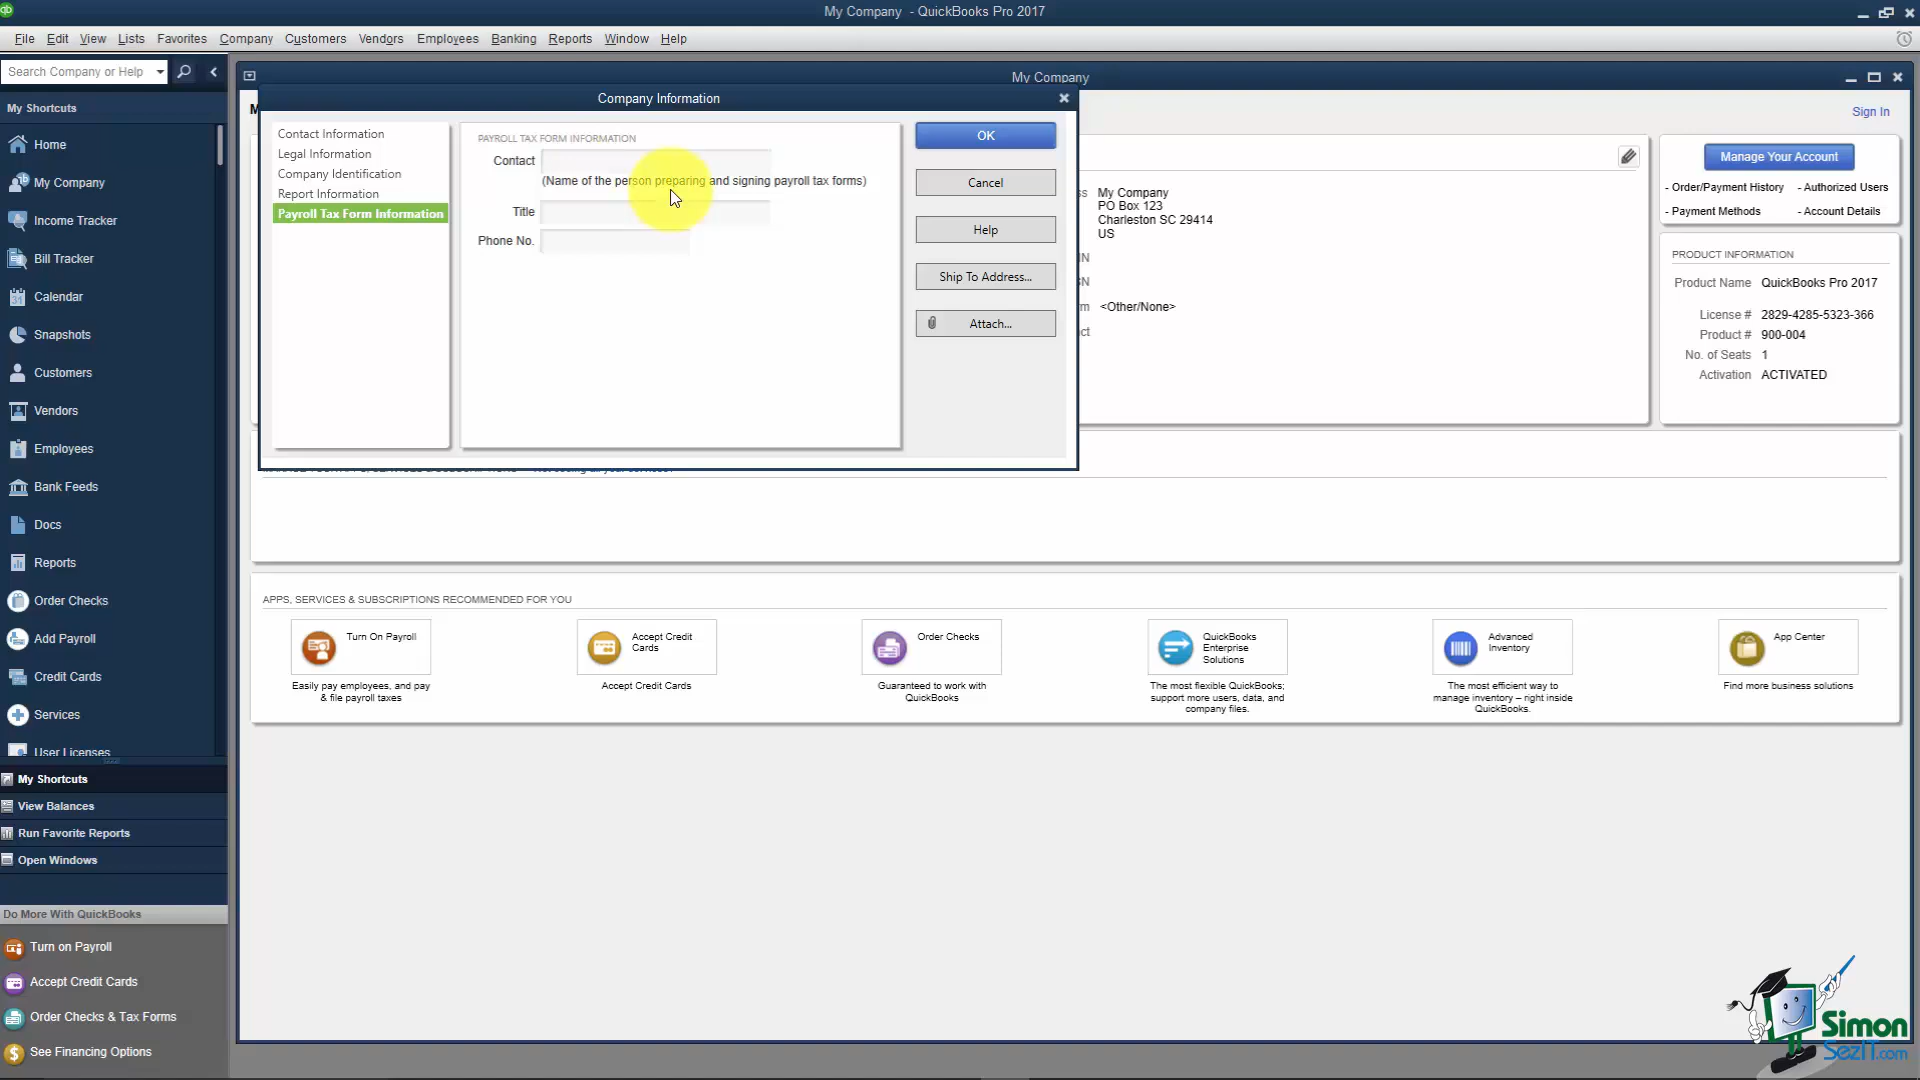 My Company - QuickBooks Pro 2017
File Edit View Lists Favorites Company Customers Vendors Employees Banking Reports Window Help
Search Company or Help
My Shortcuts
Home
My Company
Income Tracker
Bill Tracker
Calendar
Snapshots
Customers
Vendors
Employees
Bank Feeds
Docs
Reports
Order Checks
Add Payroll
Credit Cards
Services
User Licenses
My Shortcuts
View Balances
Run Favorite Reports
Open Windows
Do More With QuickBooks
Turn on Payroll
Accept Credit Cards
Order Checks & Tax Forms
See Financing Options
My Company
Sign In
Company Information
Contact Information
Legal Information
Company Identification
Report Information
Payroll Tax Form Information
PAYROLL TAX FORM INFORMATION
Contact
(Name of the person preparing and signing payroll tax forms)
Title
Phone No.
OK
Cancel
Help
Ship To Address...
Attach...
My Company
PO Box 123
Charleston SC 29414
US
<Other/None>
Manage Your Account
- Order/Payment History - Authorized Users
- Payment Methods - Account Details
PRODUCT INFORMATION
Product Name QuickBooks Pro 2017
License # 2829-4285-5323-366
Product # 900-004
No. of Seats 1
Activation ACTIVATED
APPS, SERVICES & SUBSCRIPTIONS RECOMMENDED FOR YOU
Turn On Payroll
Easily pay employees, and pay
& file payroll taxes
Accept Credit
Cards
Accept Credit Cards
Order Checks
Guaranteed to work with
QuickBooks
QuickBooks
Enterprise
Solutions
The most flexible QuickBooks;
support more users, data, and
company files.
Advanced
Inventory
The most efficient way to
manage inventory – right inside
QuickBooks.
App Center
Find more business solutions
Simon
SezIT.com